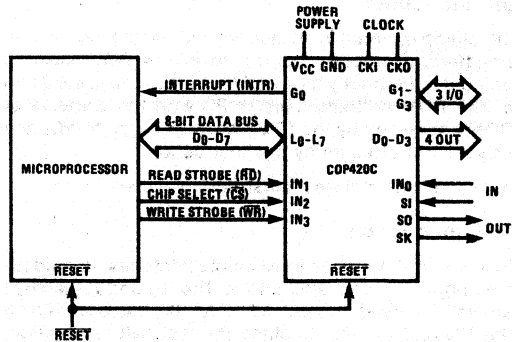 POWER
SUPPLY
CLOCK
VCC GND CKI CKO
INTERRUPT (INTR)
G0
G1-
G3
3 I/O
8-BIT DATA BUS
D0-D7
L0-L7
D0-D3
4 OUT
MICROPROCESSOR
COP420C
READ STROBE (RD)
IN1
IN0
IN
CHIP SELECT (CS)
IN2
SI
WRITE STROBE (WR)
IN3
SO
OUT
SK
RESET
RESET
RESET